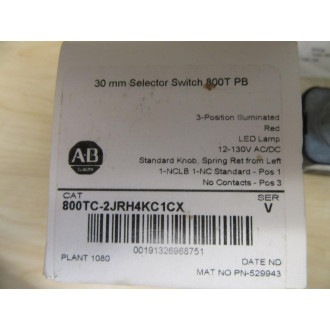 30 mm Selector Switch 800T PB
3-Position Illuminated
Red
LED Lamp
12-130V AC/DC
Standard Knob, Spring Ret from Left
1-NCLB 1-NC Standard - Pos 1
No Contacts - Pos 3
A-B
CAT
SER
800TC-2JRH4KC1CX
V
00191326968751
PLANT 1080
DATE ND
MAT NO PN-529943